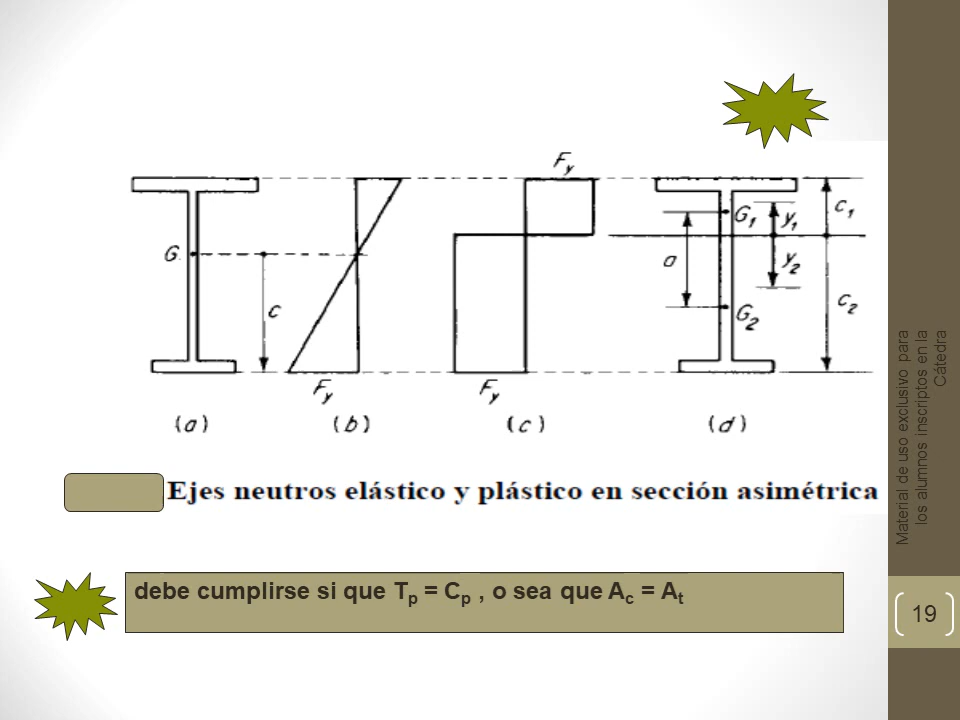 F_y
G
c
F_y
F_y
G_1
y_1
c_1
a
y_2
G_2
c_2
(a) (b) (c) (d)
Ejes neutros elástico y plástico en sección asimétrica
debe cumplirse si que T_p = C_p , o sea que A_c = A_t
Material de uso exclusivo para
los alumnos inscriptos en la
Cátedra
19